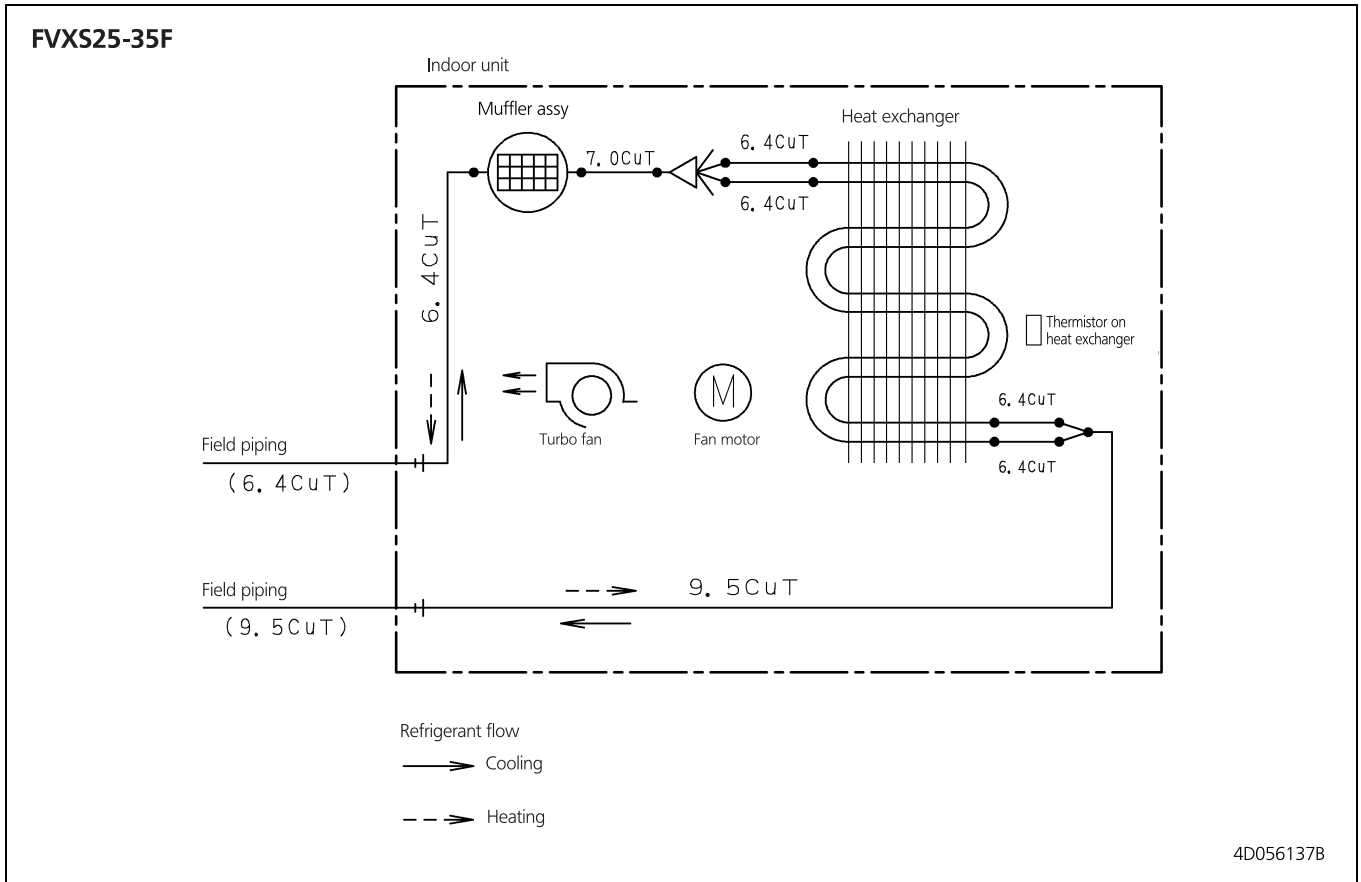 FVXS25-35F
Indoor unit
Muffler assy
Heat exchanger
6. 4CuT
7. 0CuT
6. 4CuT
6. 4CuT
Thermistor on
heat exchanger
6. 4CuT
Turbo fan
Fan motor
Field piping
6. 4CuT
(6. 4CuT)
Field piping
9. 5CuT
(9. 5CuT)
Refrigerant flow
Cooling
Heating
4D056137B